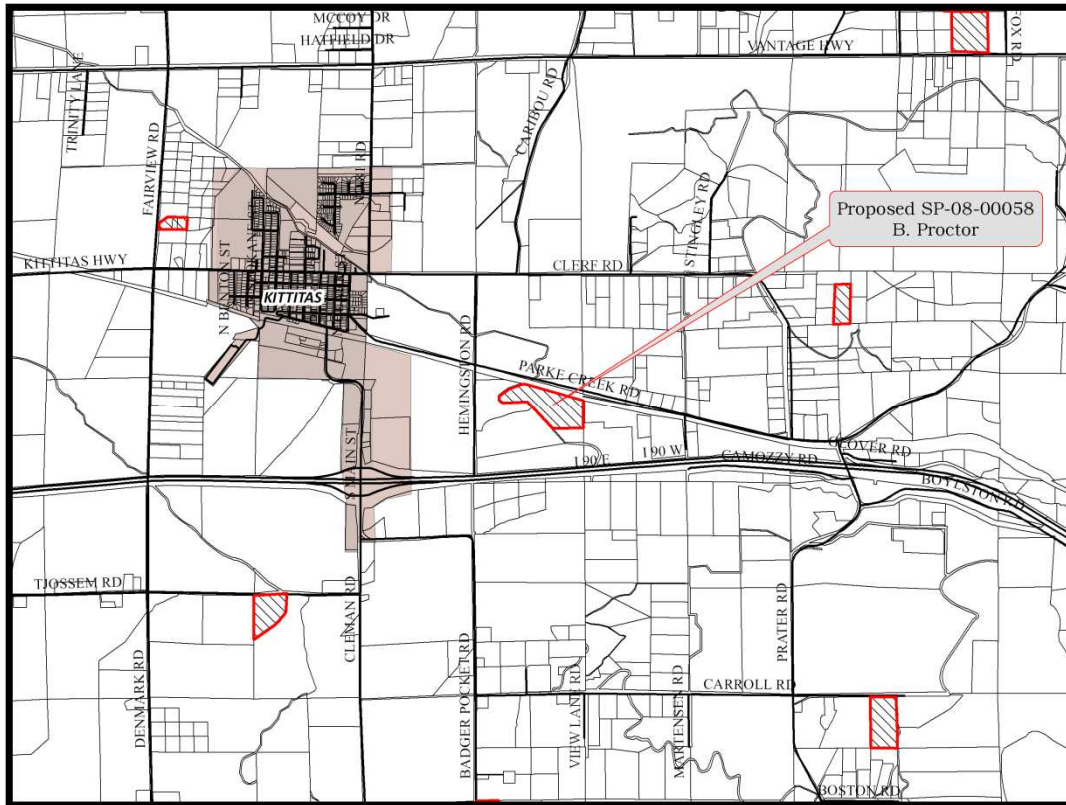 MCCOY DR
HATFIELD DR
VANTAGE HWY
FOX RD
TRINITY LANE
FAIRVIEW RD
CARIBOU RD
STINGLEY RD
Proposed SP-08-00058
B. Proctor
KITTITAS HWY
CLERF RD
N BENTON ST
KITTITAS
HEMINGSTON RD
PARKE CREEK RD
I 90 E
I 90 W
CAMOZZY RD
CLOVER RD
BOYLSTON RD
S MAIN ST
TJOSSEM RD
CLEMAN RD
PRATER RD
DENMARK RD
BADGER POCKET RD
VIEW LANE RD
MARTENSEN RD
CARROLL RD
BOSTON RD